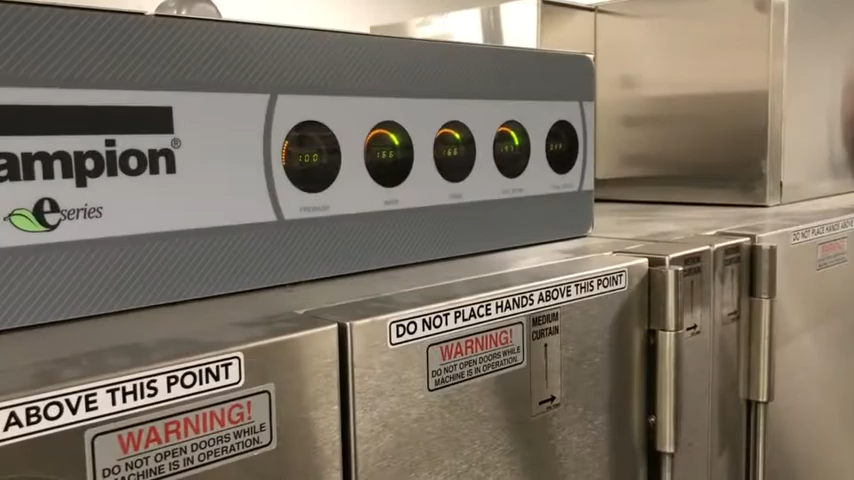 ampion®
eseries
100
166
166
DO NOT PLACE HANDS ABOVE
WARNING!
DO NOT PLACE HANDS ABOVE THIS POINT
WARNING!
DO NOT OPEN DOORS WHILE
MACHINE IS IN OPERATION.
MEDIUM
CURTAIN
ABOVE THIS POINT
WARNING!
DO NOT OPEN DOORS WHILE
MACHINE IS IN OPERATION.